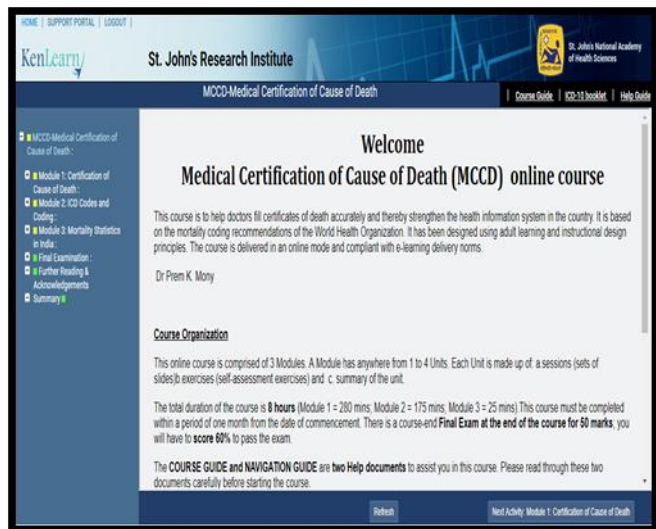 HOME | SUPPORT PORTAL | LOGOUT |
KenLearn
St. John's Research Institute
St. John's National Academy
of Health Sciences
MCCD-Medical Certification of Cause of Death
| Course Guide | ICD-10 booklet | Help Guide
MCCD-Medical Certification of
Cause of Death :
Module 1: Certification of
Cause of Death :
Module 2: ICD Codes and
Coding :
Module 3: Mortality Statistics
in India :
Final Examination :
Further Reading &
Acknowledgements
Summary
Welcome
Medical Certification of Cause of Death (MCCD) online course
This course is to help doctors fill certificates of death accurately and thereby strengthen the health information system in the country. It is based
on the mortality coding recommendations of the World Health Organization. It has been designed using adult learning and instructional design
principles. The course is delivered in an online mode and compliant with e-learning delivery norms.
Dr Prem K. Mony
Course Organization
This online course is comprised of 3 Modules. A Module has anywhere from 1 to 4 Units. Each Unit is made up of: a.sessions (sets of
slides)b.exercises (self-assessment exercises) and c. summary of the unit.
The total duration of the course is 8 hours (Module 1 = 280 mins; Module 2 = 175 mins; Module 3 = 25 mins).This course must be completed
within a period of one month from the date of commencement. There is a course-end Final Exam at the end of the course for 50 marks; you
will have to score 60% to pass the exam.
The COURSE GUIDE and NAVIGATION GUIDE are two Help documents to assist you in this course. Please read through these two
documents carefully before starting the course.
Refresh
Next Activity: Module 1: Certification of Cause of Death